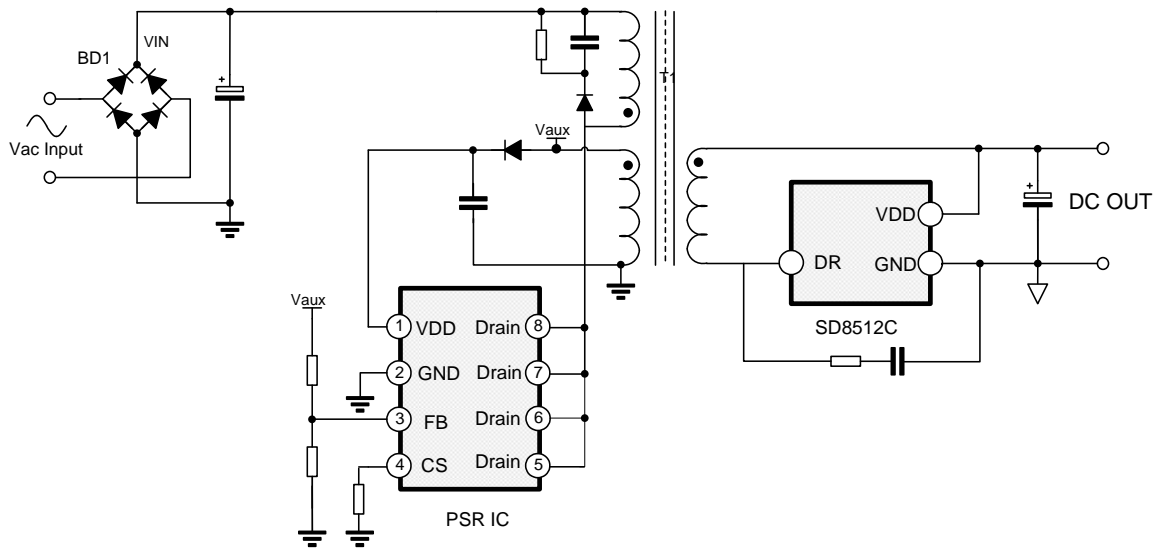 VIN
BD1
Vac Input
+
T1
Vaux
+
DC OUT
VDD
DR
GND
SD8512C
Vaux
1 VDD
Drain 8
2 GND
Drain 7
3 FB
Drain 6
4 CS
Drain 5
PSR IC